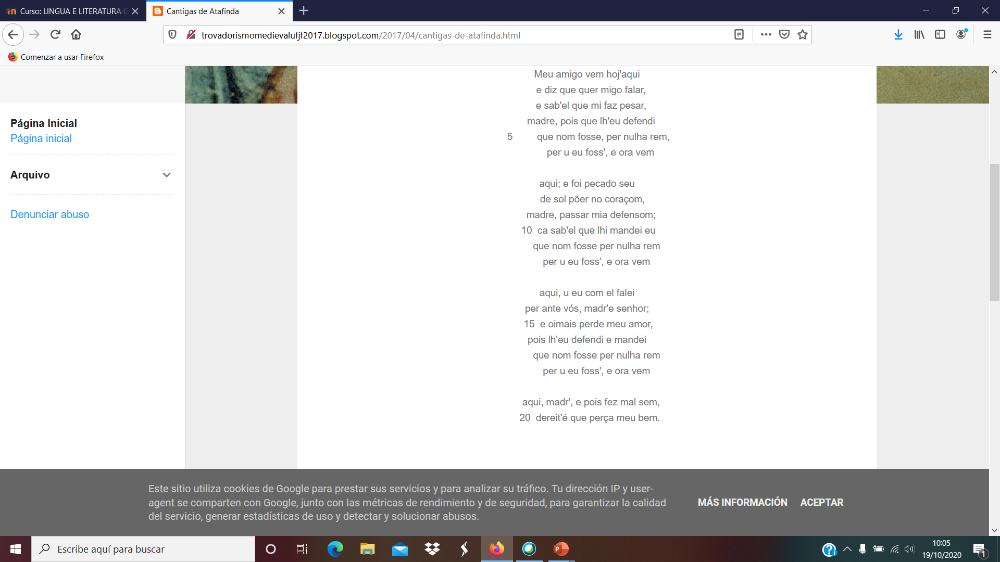 Curso: LINGUA E LITERATURA G
Cantigas de Atafinda
trovadorismomedievalufjf2017.blogspot.com/2017/04/cantigas-de-atafinda.html
Comenzar a usar Firefox
Página Inicial
Página inicial
Arquivo
Denunciar abuso
Meu amigo vem hoj'aqui
e diz que quer migo falar,
e sab'el que mi faz pesar,
madre, pois que lh'eu defendi
5 que nom fosse, per nulha rem,
per u eu foss', e ora vem
aqui; e foi pecado seu
de sol põer no coraçom,
madre, passar mia defensom;
10 ca sab'el que lhi mandei eu
que nom fosse per nulha rem
per u eu foss', e ora vem
aqui, u eu com el falei
per ante vós, madr'e senhor;
15 e oimais perde meu amor,
pois lh'eu defendi e mandei
que nom fosse per nulha rem
per u eu foss', e ora vem
aqui, madr', e pois fez mal sem,
20 dereit'é que perça meu bem.
Este sitio utiliza cookies de Google para prestar sus servicios y para analizar su tráfico. Tu dirección IP y user-
agent se comparten con Google, junto con las métricas de rendimiento y de seguridad, para garantizar la calidad
del servicio, generar estadísticas de uso y detectar y solucionar abusos.
MÁS INFORMACIÓN ACEPTAR
Escribe aquí para buscar
10:05
19/10/2020
1